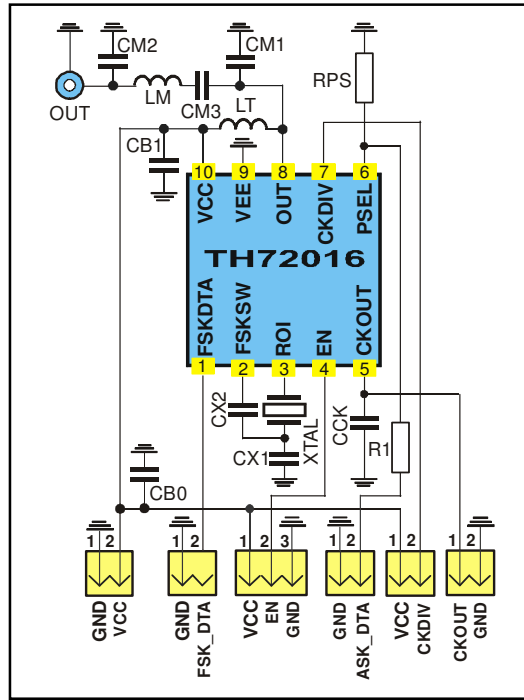 CM2
CM1
RPS
OUT
LM
CM3
LT
CB1
10 9 8 7 6
VCC VEE OUT CKDIV PSEL
TH72016
FSKDTA FSKSW ROI EN CKOUT
1 2 3 4 5
CX2
XTAL
CCK
R1
CX1
CB0
1 2 1 2 1 2 3 1 2 1 2 1 2
GND VCC FSK_DTA GND VCC EN GND GND ASK_DTA VCC CKDIV CKOUT GND